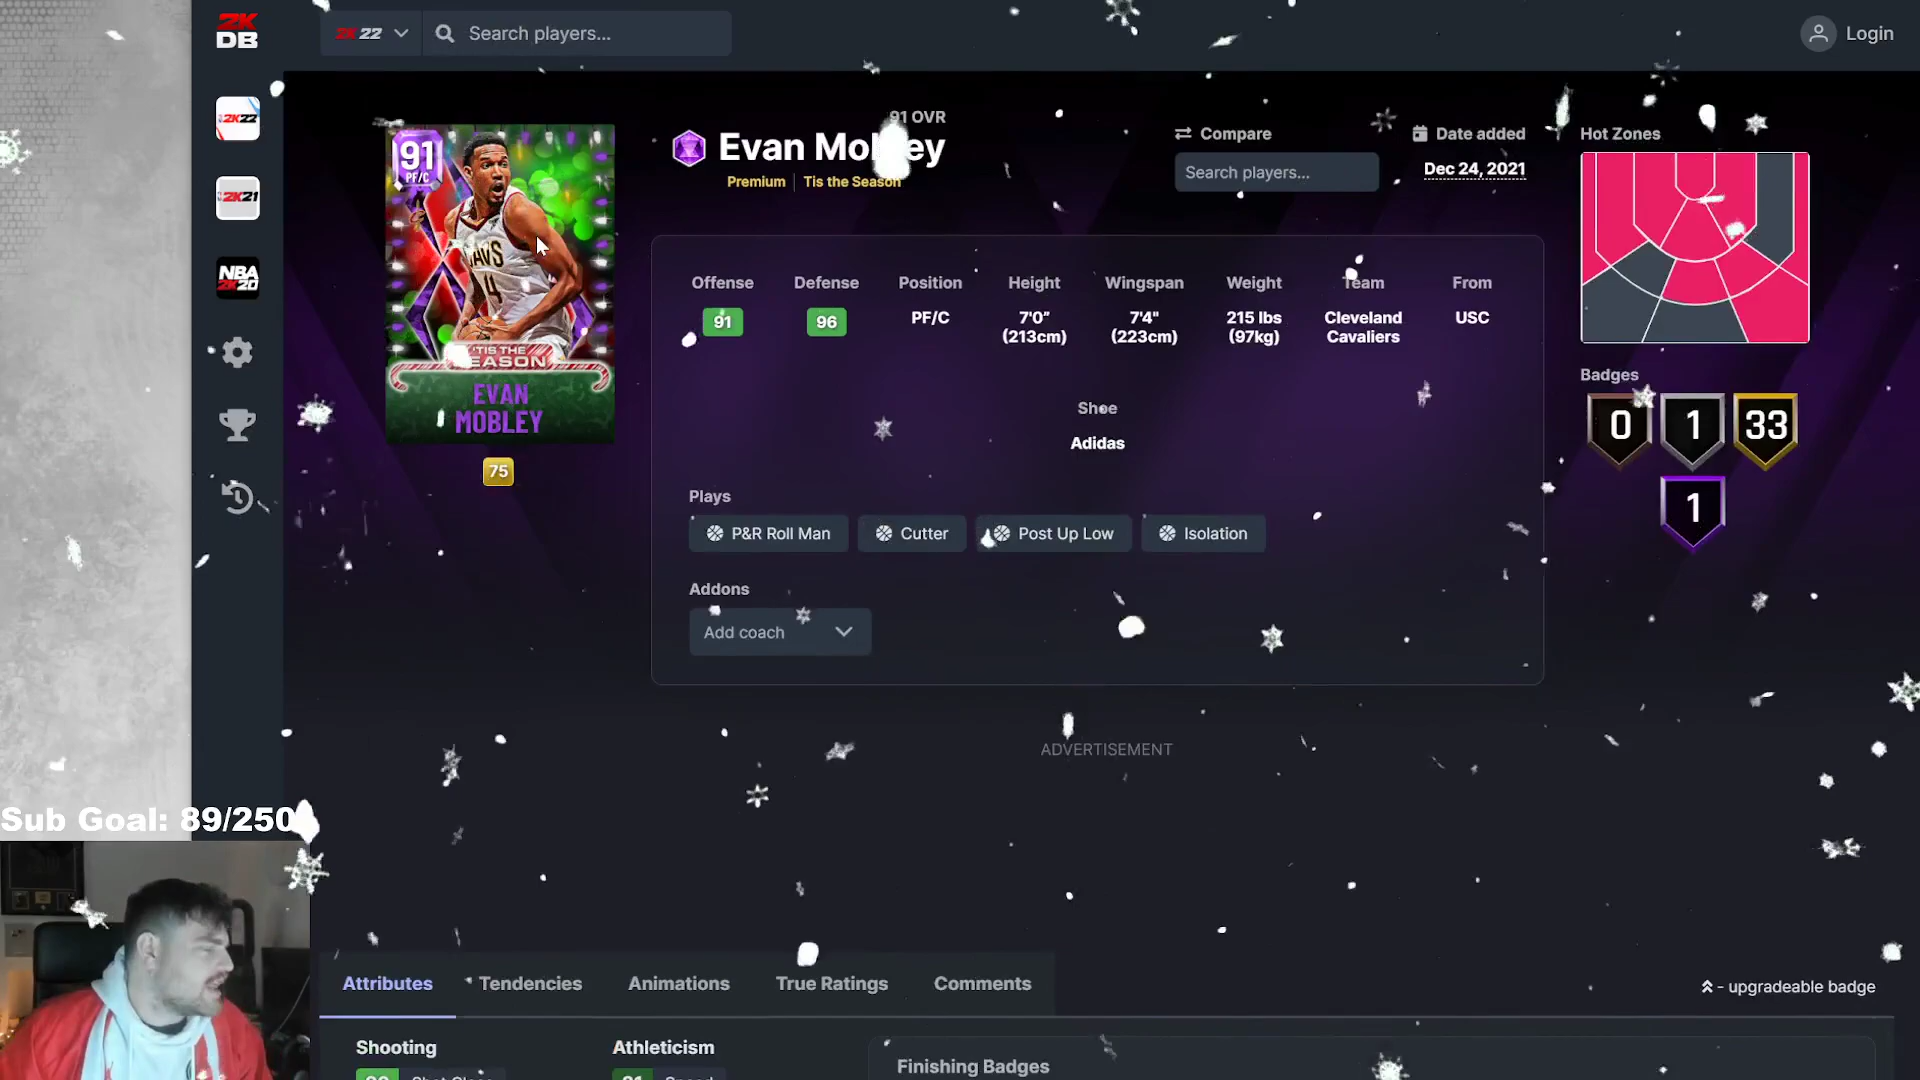 2K DB
2K22
Search players...
Login
2K22
2K21
NBA 2K20
91
PF/C
CAVS
4
'TIS THE
SEASON
EVAN
MOBLEY
75
91 OVR
Evan Mobley
Premium
Tis the Season
Compare
Search players...
Date added
Dec 24, 2021
Hot Zones
Offense
Defense
Position
Height
Wingspan
Weight
Team
From
91
96
PF/C
7'0"
(213cm)
7'4"
(223cm)
215 lbs
(97kg)
Cleveland
Cavaliers
USC
Shoe
Adidas
Plays
P&R Roll Man
Cutter
Post Up Low
Isolation
Addons
Add coach
Badges
0
1
33
1
ADVERTISEMENT
Sub Goal: 89/250
Attributes
Tendencies
Animations
True Ratings
Comments
- upgradeable badge
Shooting
Athleticism
Finishing Badges